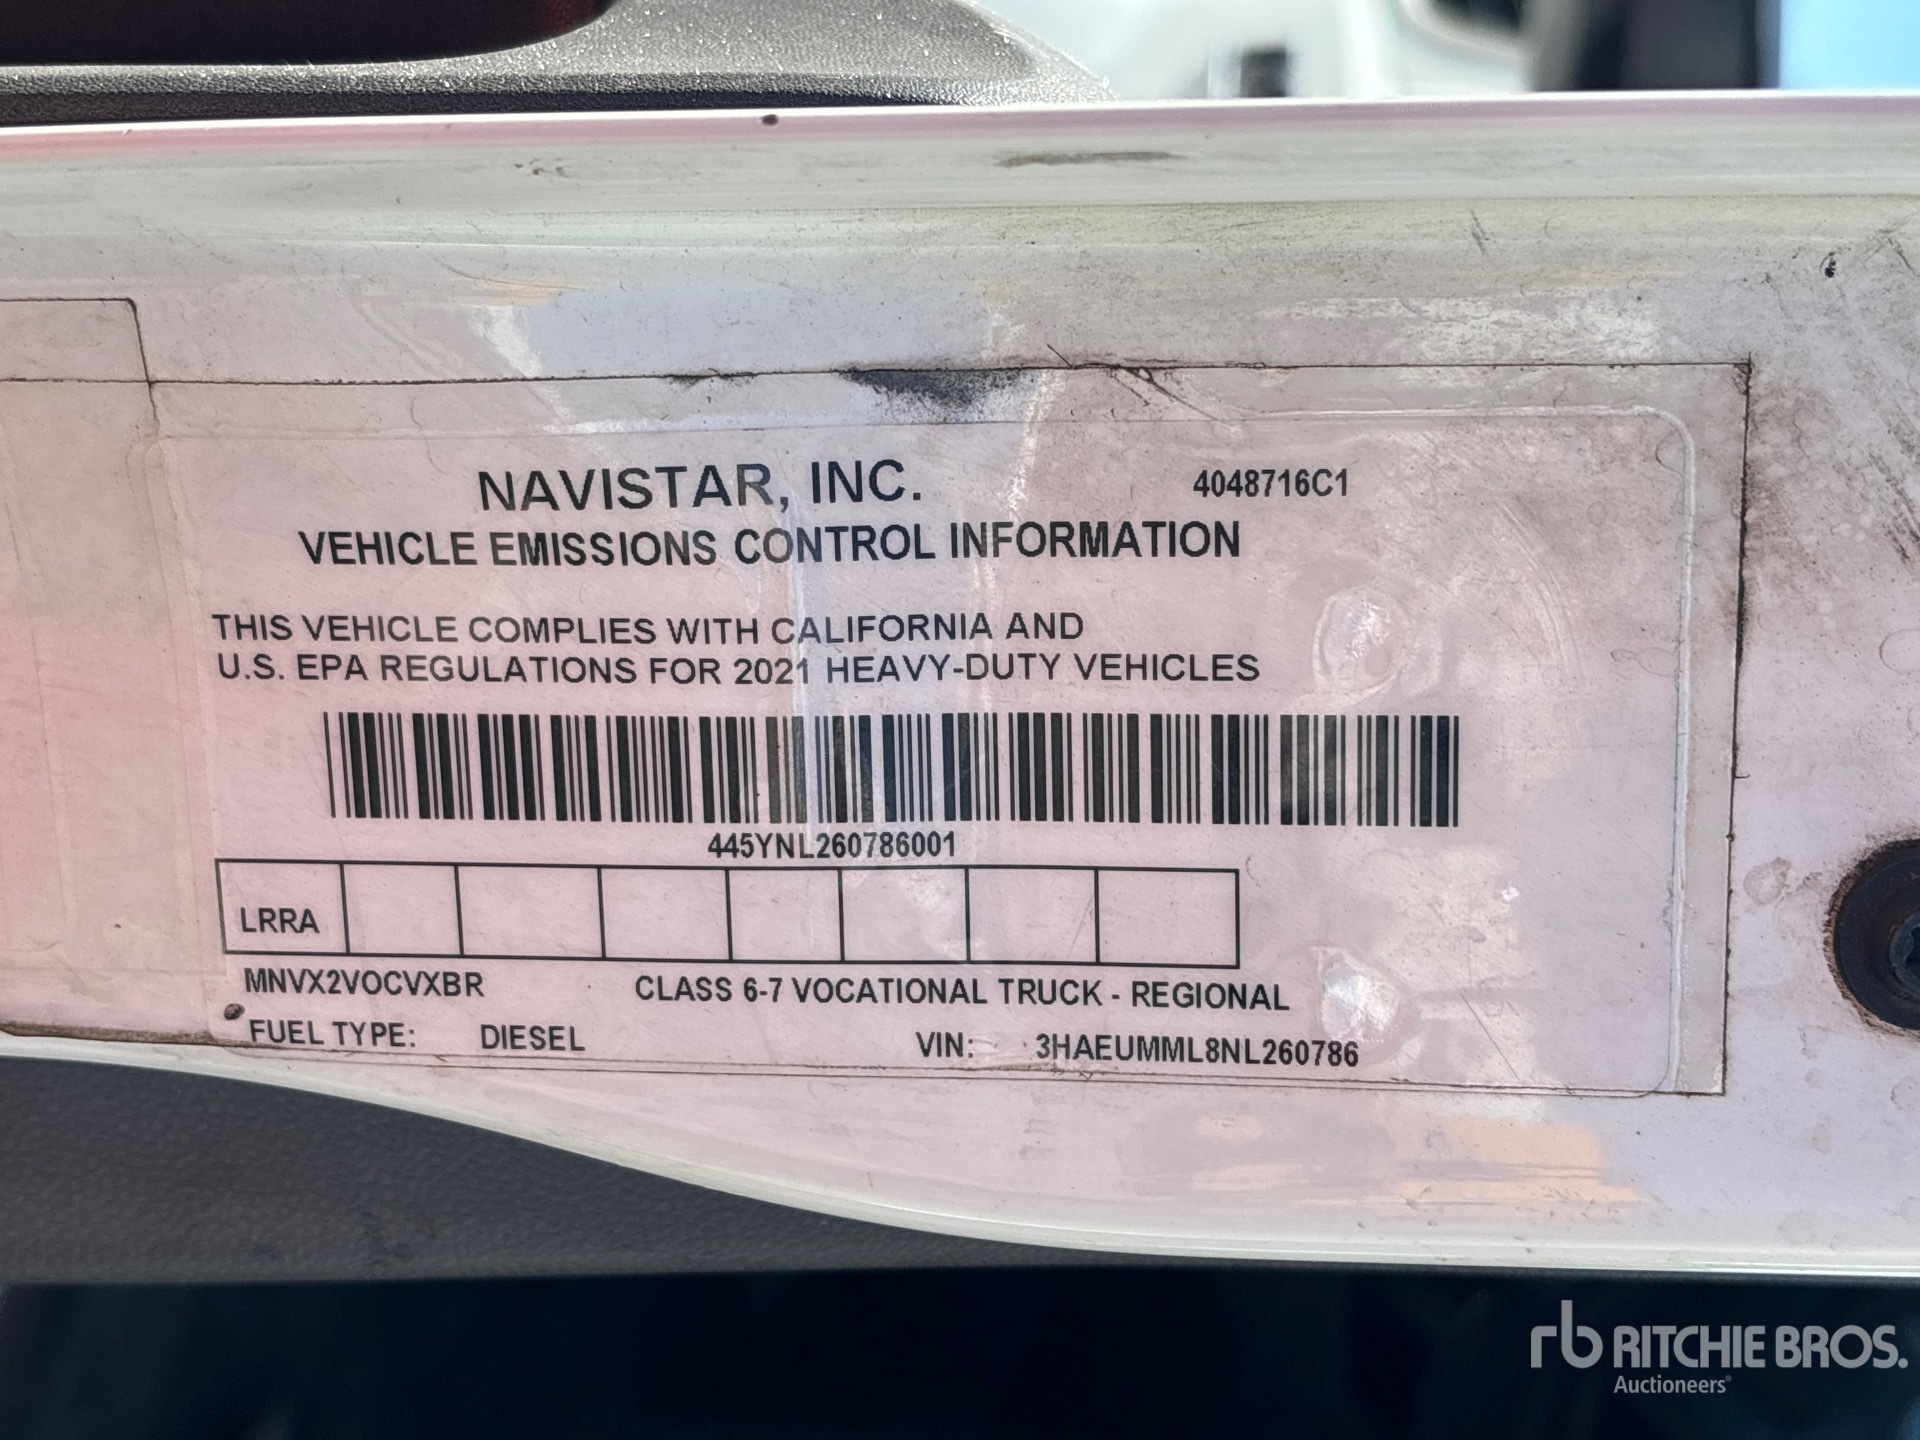 NAVISTAR, INC. 4048716C1
VEHICLE EMISSIONS CONTROL INFORMATION
THIS VEHICLE COMPLIES WITH CALIFORNIA AND
U.S. EPA REGULATIONS FOR 2021 HEAVY-DUTY VEHICLES
445YNL260786001
LRRA
MNVX2VOCVXBR CLASS 6-7 VOCATIONAL TRUCK - REGIONAL
FUEL TYPE: DIESEL VIN: 3HAEUMML8NL260786
rb RITCHIE BROS.
Auctioneers